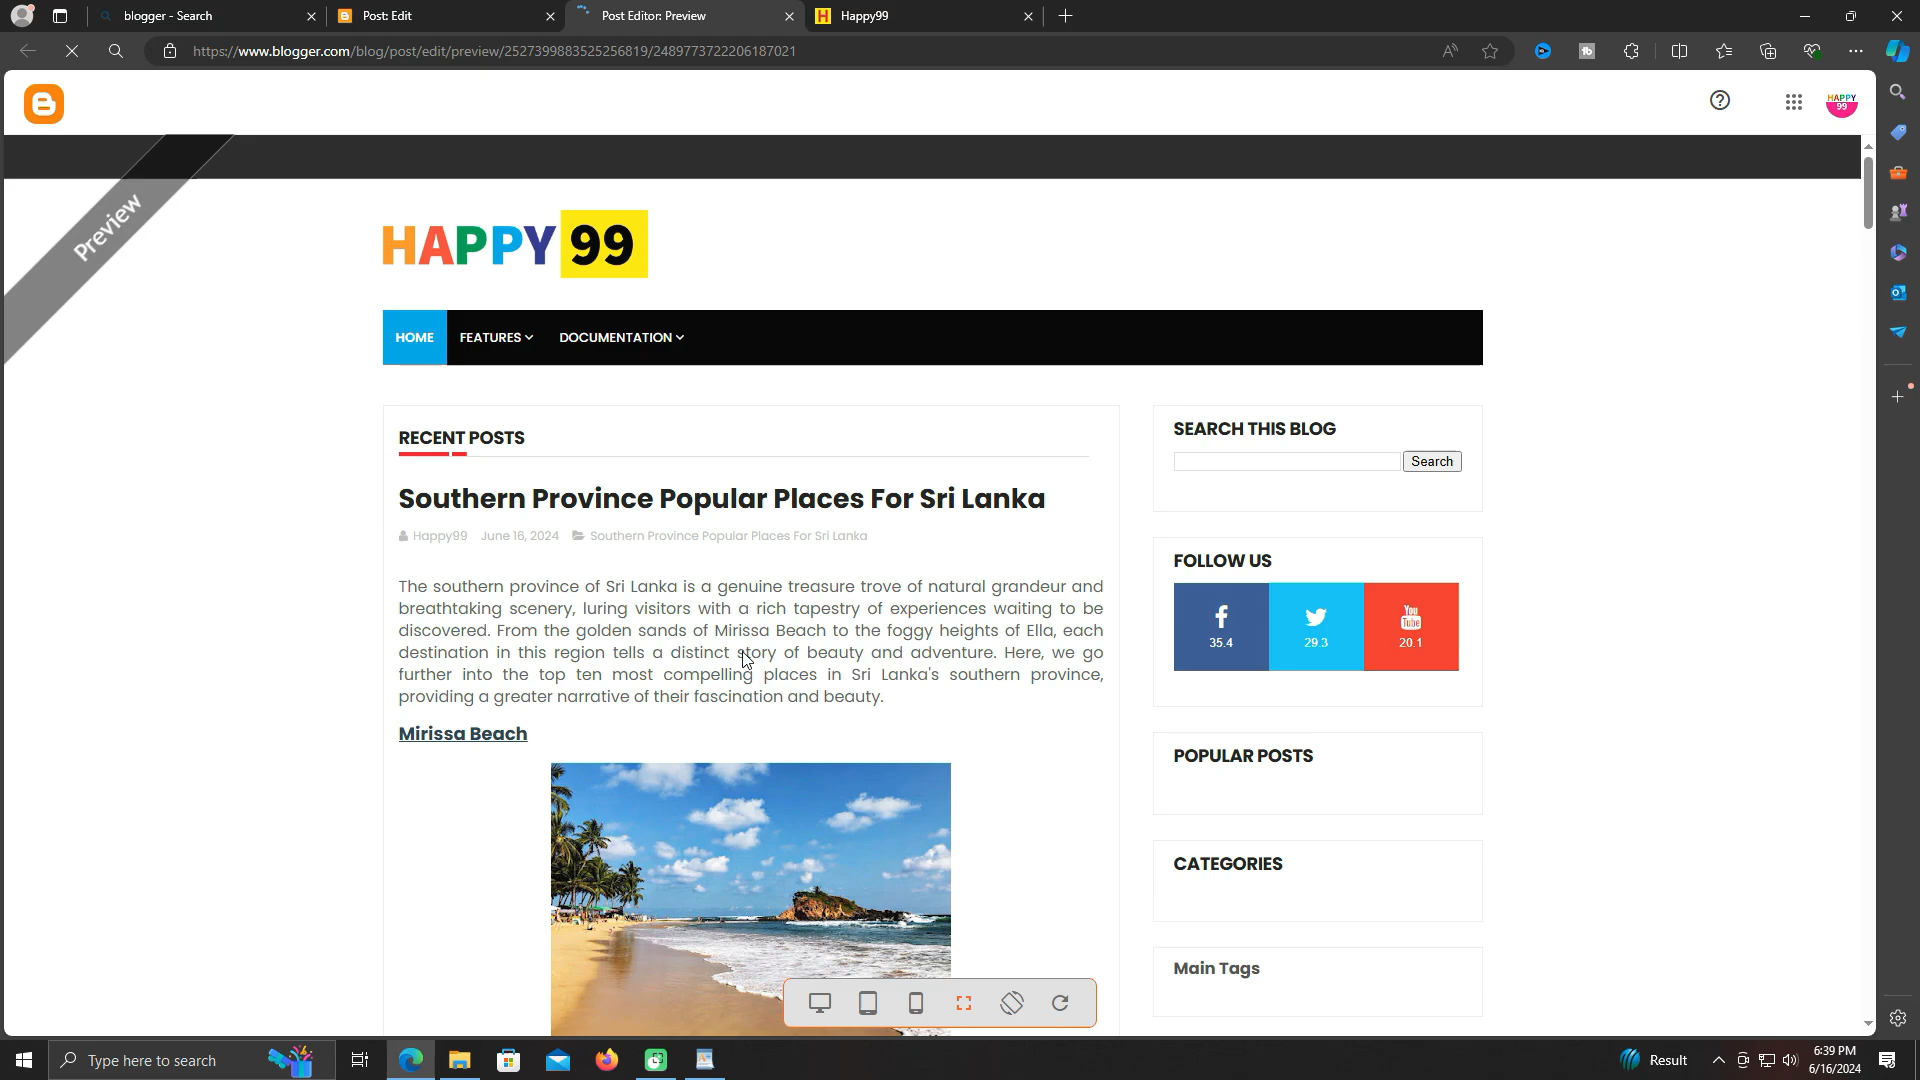 blogger - Search
Post: Edit
Post Editor: Preview
Happy99
https://www.blogger.com/blog/post/edit/preview/2527399883525256819/2489773722206187021
HAPPY
99
Preview
HAPPY 99
HOME
FEATURES
DOCUMENTATION
RECENT POSTS
Southern Province Popular Places For Sri Lanka
Happy99 June 16, 2024 Southern Province Popular Places For Sri Lanka
The southern province of Sri Lanka is a genuine treasure trove of natural grandeur and
breathtaking scenery, luring visitors with a rich tapestry of experiences waiting to be
discovered. From the golden sands of Mirissa Beach to the foggy heights of Ella, each
destination in this region tells a distinct story of beauty and adventure. Here, we go
further into the top ten most compelling places in Sri Lanka's southern province,
providing a greater narrative of their fascination and beauty.
Mirissa Beach
SEARCH THIS BLOG
Search
FOLLOW US
You
Tube
35.4
29.3
20.1
POPULAR POSTS
CATEGORIES
Main Tags
Type here to search
Result
6:39 PM
6/16/2024